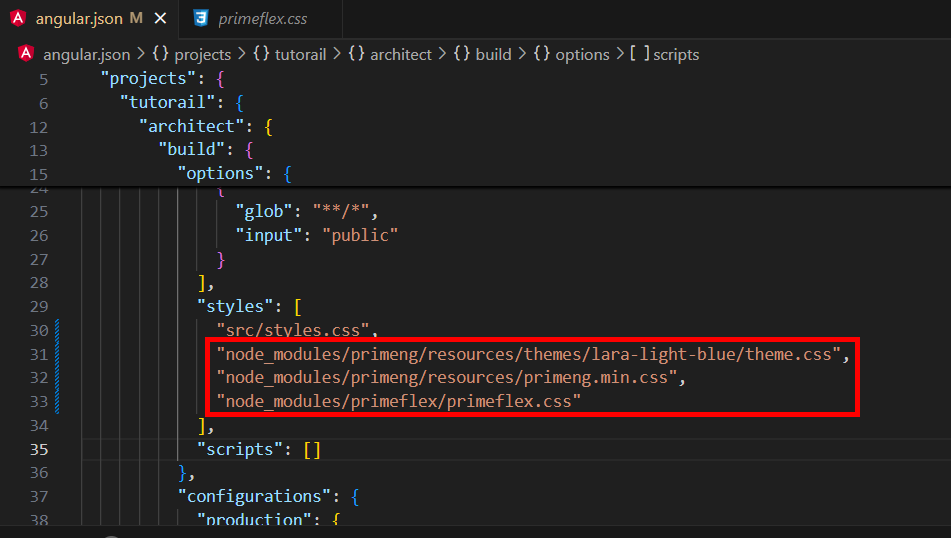 angular.json M
primeflex.css
angular.json > {} projects > {} tutorail > {} architect > {} build > {} options > [ ] scripts
5 "projects": {
6 "tutorail": {
12 "architect": {
13 "build": {
15 "options": {
24 {
25 "glob": "**/*",
26 "input": "public"
27 }
28 ],
29 "styles": [
30 "src/styles.css",
31 "node_modules/primeng/resources/themes/lara-light-blue/theme.css",
32 "node_modules/primeng/resources/primeng.min.css",
33 "node_modules/primeflex/primeflex.css"
34 ],
35 "scripts": []
36 },
37 "configurations": {
38 "production": {